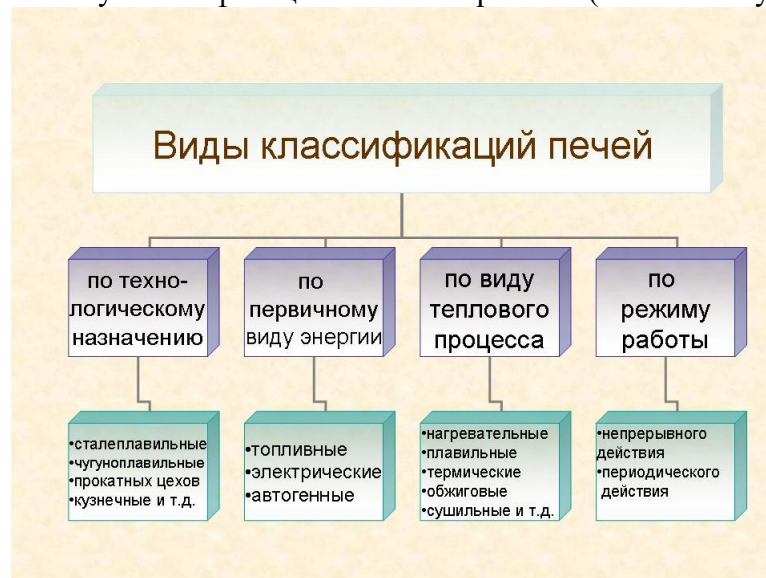 Виды классификаций печей
по техно-
логическому
назначению
по
первичному
виду энергии
по виду
теплового
процесса
по
режиму
работы
•сталеплавильные
•чугуноплавильные
•прокатных цехов
•кузнечные и т.д.
•топливные
•электрические
•автогенные
•нагревательные
•плавильные
•термические
•обжиговые
•сушильные и т.д.
•непрерывного
действия
•периодического
действия